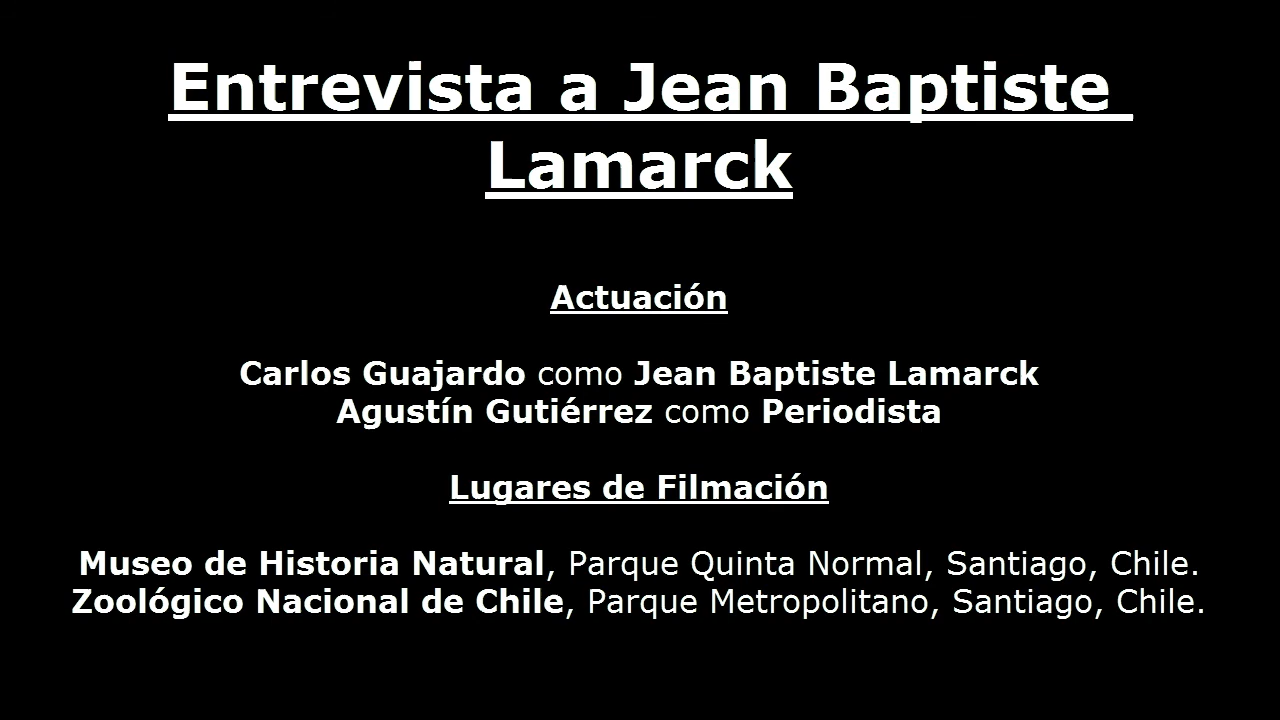 Entrevista a Jean Baptiste
Lamarck
Actuación
Carlos Guajardo como Jean Baptiste Lamarck
Agustín Gutiérrez como Periodista
Lugares de Filmación
Museo de Historia Natural, Parque Quinta Normal, Santiago, Chile.
Zoológico Nacional de Chile, Parque Metropolitano, Santiago, Chile.